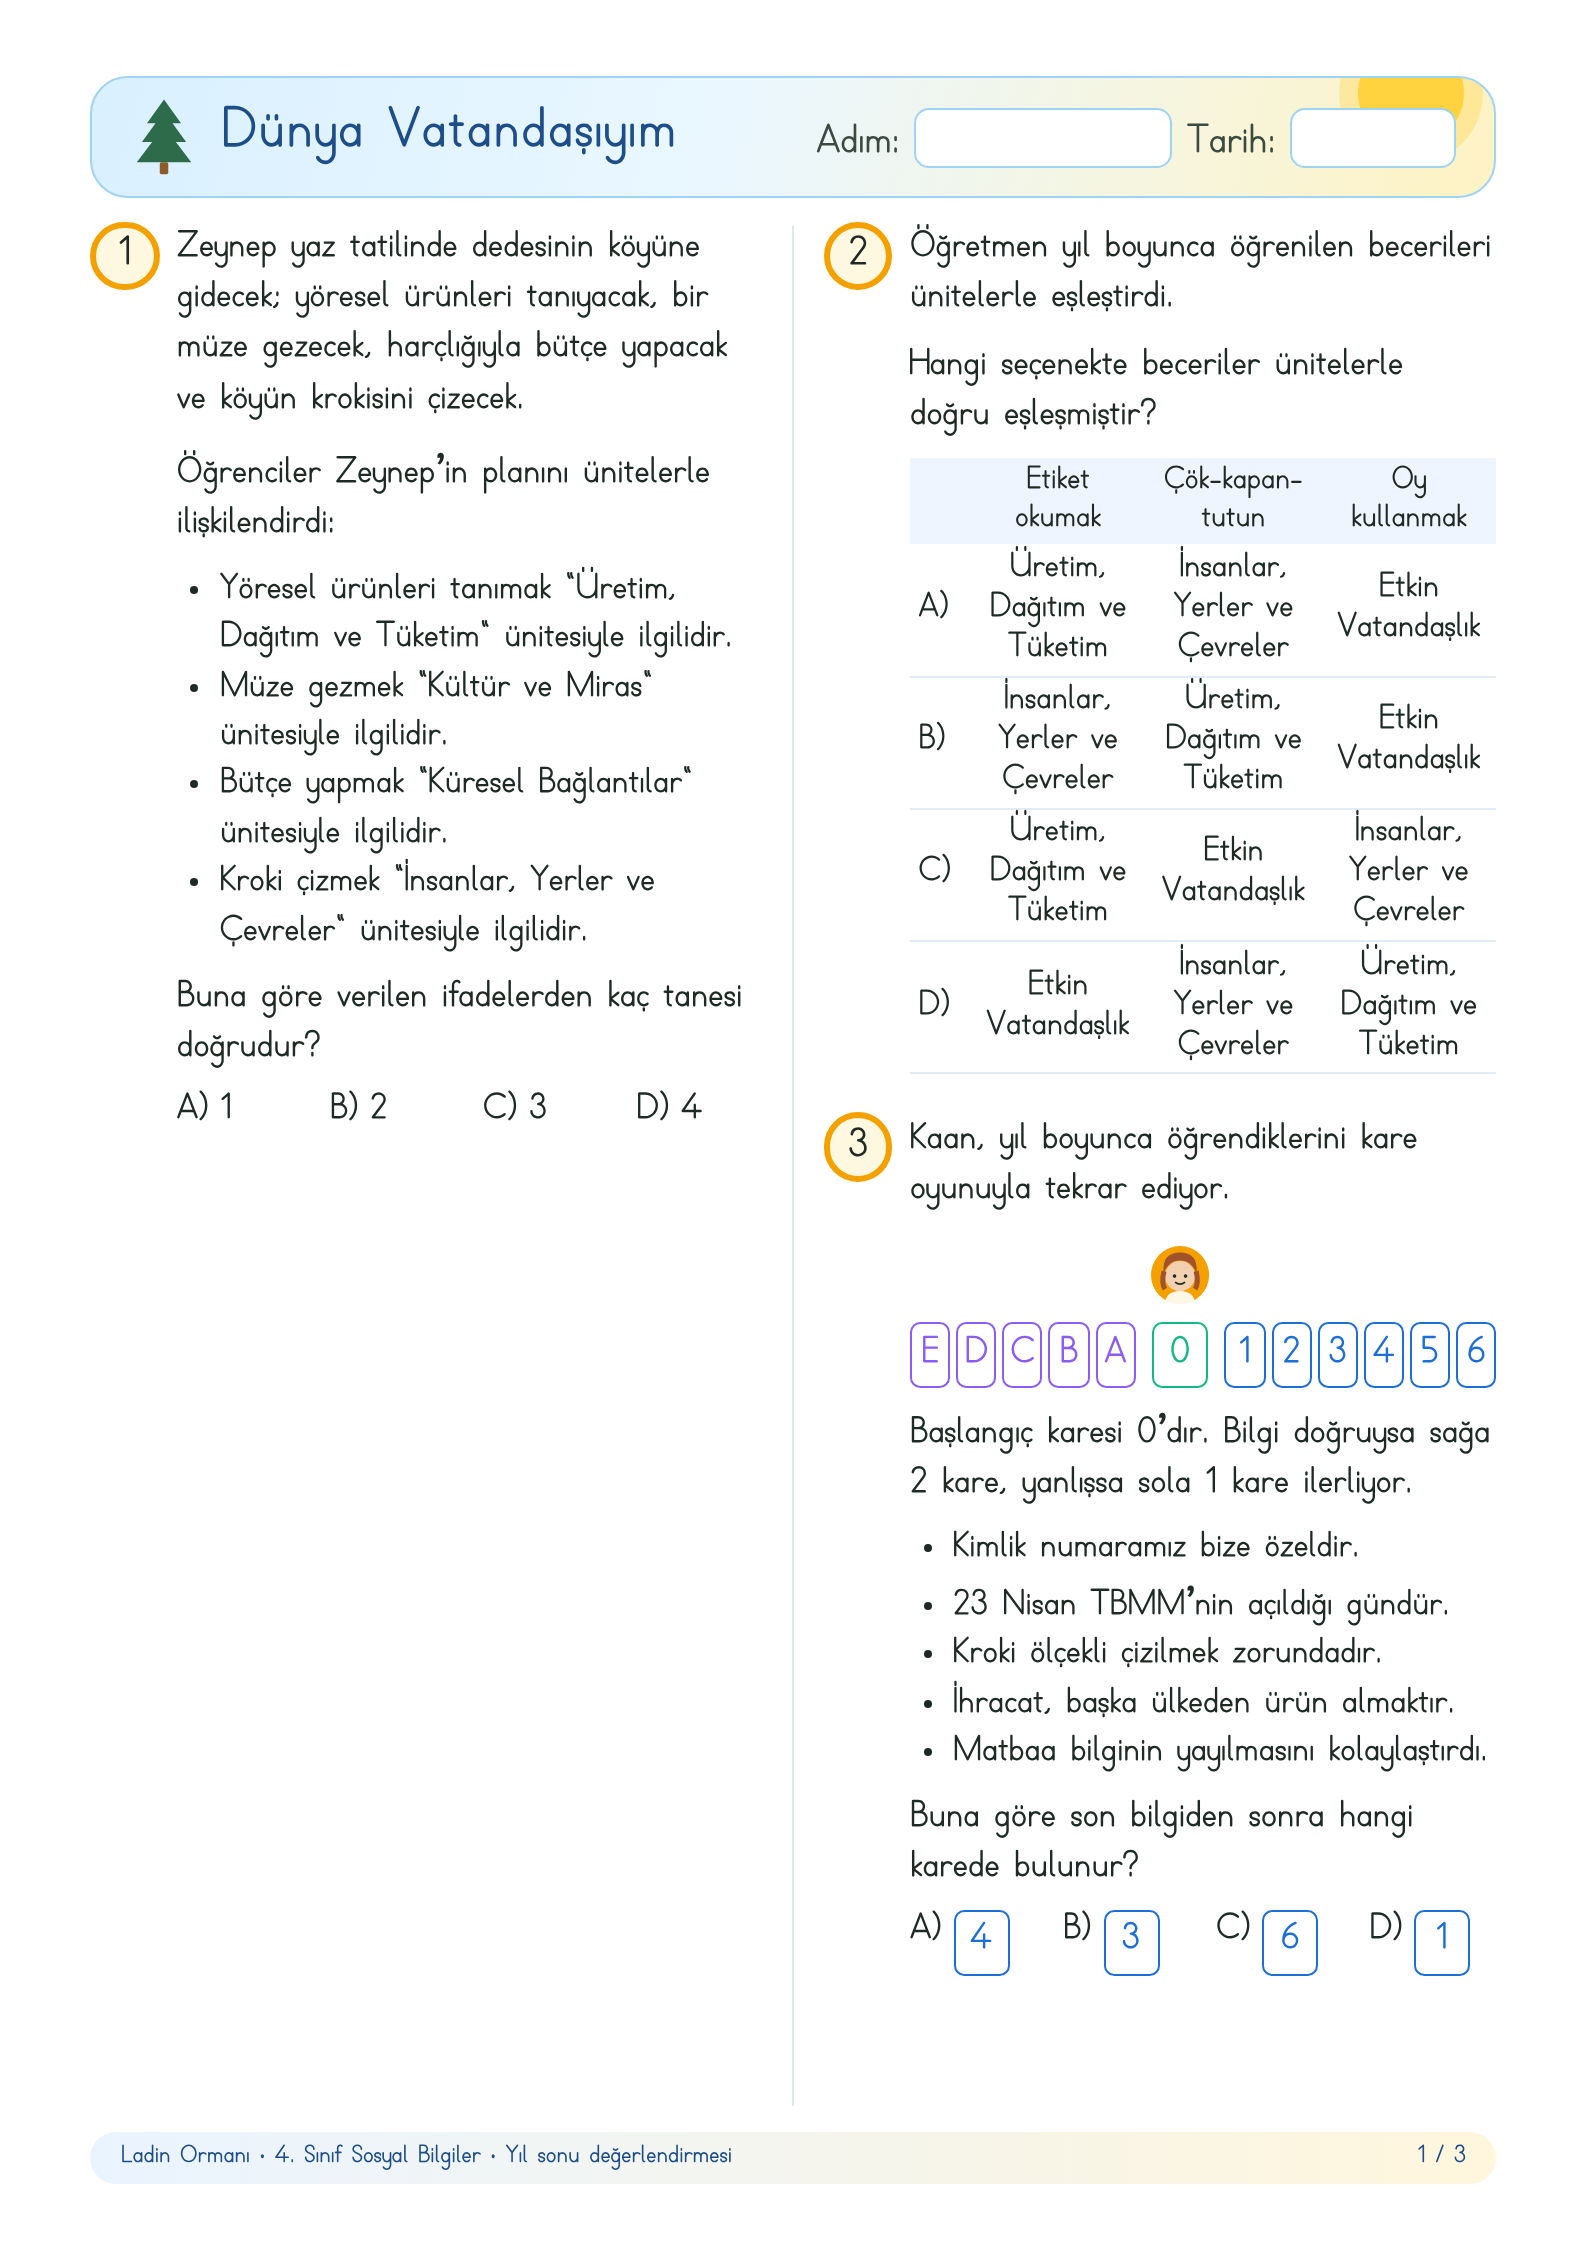 Dünya Vatandaşıyım
Adım:
Tarih:
1
Zeynep yaz tatilinde dedesinin köyüne
gidecek; yöresel ürünleri tanıyacak, bir
müze gezecek, harçlığıyla bütçe yapacak
ve köyün krokisini çizecek.
Öğrenciler Zeynep’in planını ünitelerle
ilişkilendirdi:
• Yöresel ürünleri tanımak “Üretim,
Dağıtım ve Tüketim“ ünitesiyle ilgilidir.
• Müze gezmek “Kültür ve Miras“
ünitesiyle ilgilidir.
• Bütçe yapmak “Küresel Bağlantılar“
ünitesiyle ilgilidir.
• Kroki çizmek “İnsanlar, Yerler ve
Çevreler“ ünitesiyle ilgilidir.
Buna göre verilen ifadelerden kaç tanesi
doğrudur?
A) 1 B) 2 C) 3 D) 4
2
Öğretmen yıl boyunca öğrenilen becerileri
ünitelerle eşleştirdi.
Hangi seçenekte beceriler ünitelerle
doğru eşleşmiştir?
Etiket Çök-kapan- Oy
okumak tutun kullanmak
Üretim, İnsanlar,
Etkin
A) Dağıtım ve Yerler ve
Vatandaşlık
Tüketim Çevreler
İnsanlar, Üretim,
Etkin
B) Yerler ve Dağıtım ve
Vatandaşlık
Çevreler Tüketim
Üretim, İnsanlar,
Etkin
C) Dağıtım ve Yerler ve
Vatandaşlık
Tüketim Çevreler
İnsanlar, Üretim,
Etkin
D) Yerler ve Dağıtım ve
Vatandaşlık
Çevreler Tüketim
3
Kaan, yıl boyunca öğrendiklerini kare
oyunuyla tekrar ediyor.
E D C B A 0 1 2 3 4 5 6
Başlangıç karesi 0’dır. Bilgi doğruysa sağa
2 kare, yanlışsa sola 1 kare ilerliyor.
• Kimlik numaramız bize özeldir.
• 23 Nisan TBMM’nin açıldığı gündür.
• Kroki ölçekli çizilmek zorundadır.
• İhracat, başka ülkeden ürün almaktır.
• Matbaa bilginin yayılmasını kolaylaştırdı.
Buna göre son bilgiden sonra hangi
karede bulunur?
A) 4 B) 3 C) 6 D) 1
Ladin Ormanı • 4. Sınıf Sosyal Bilgiler • Yıl sonu değerlendirmesi
1 / 3